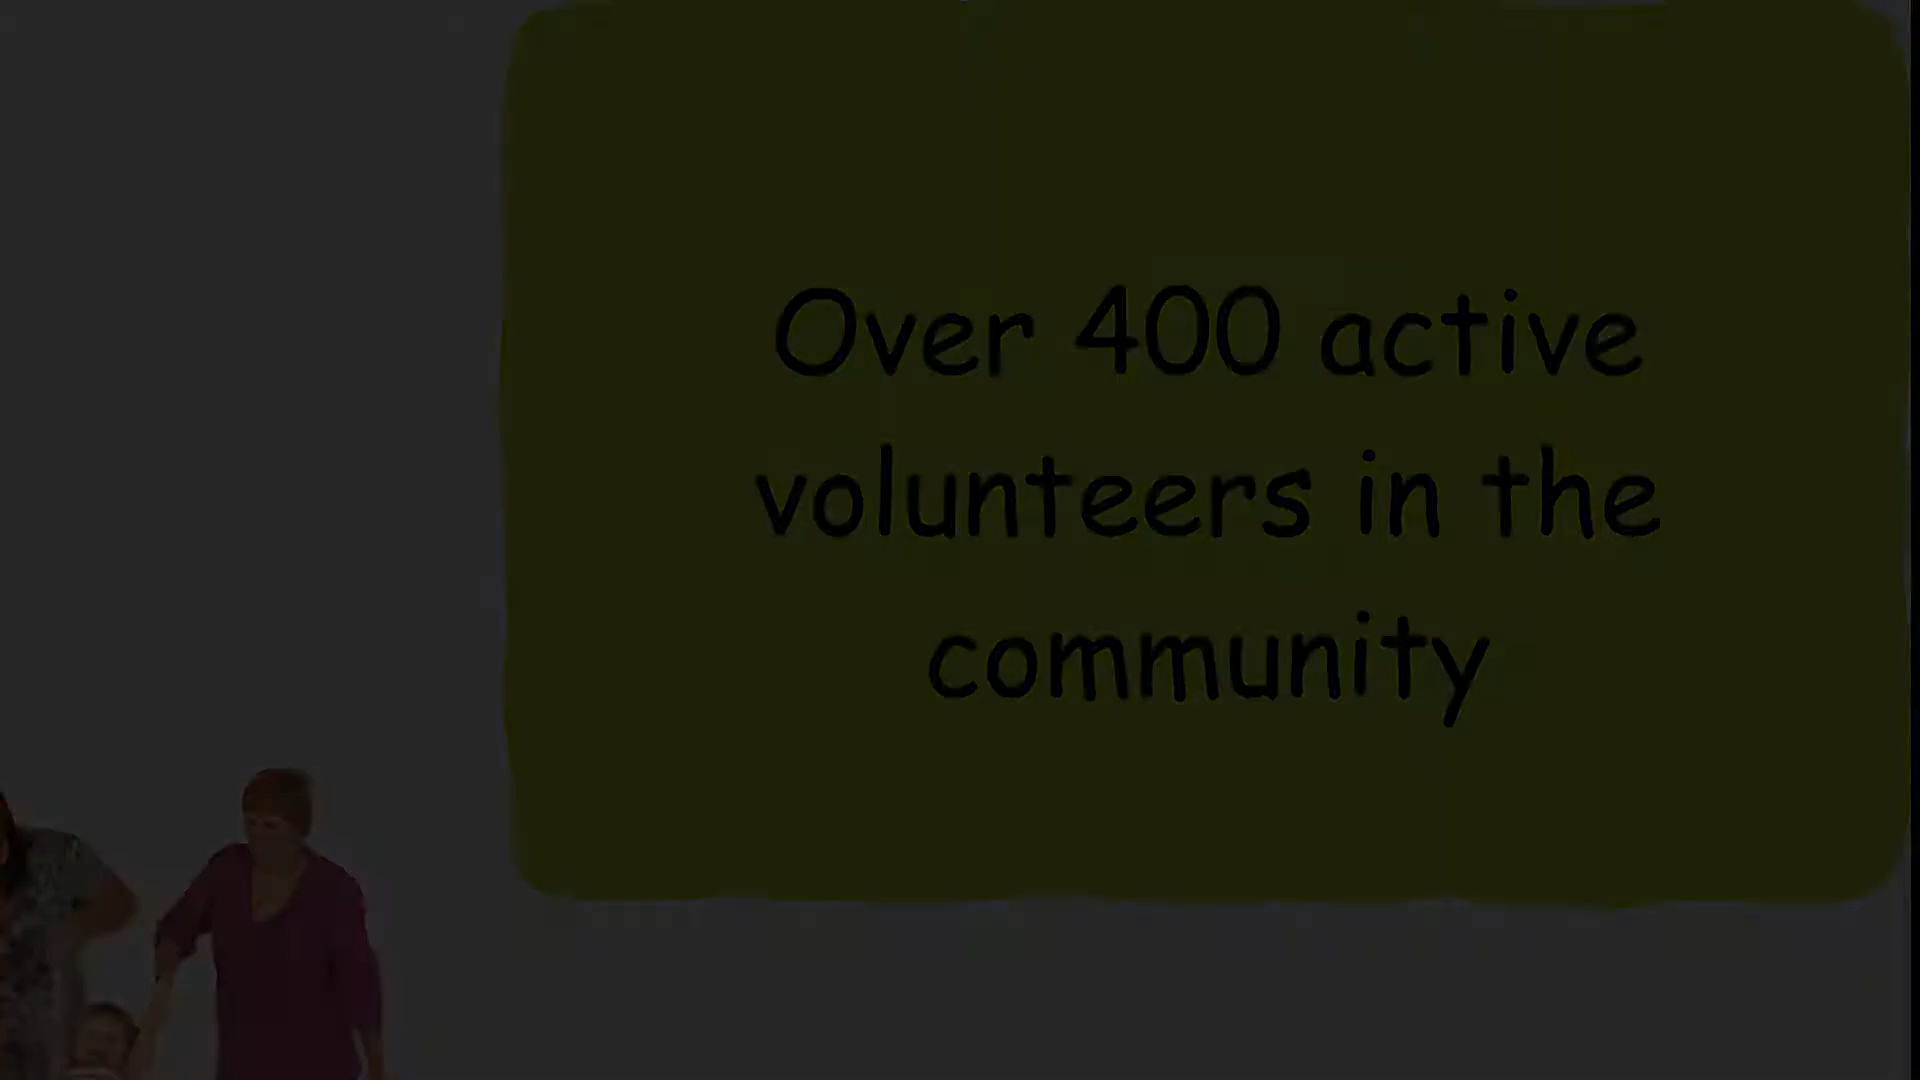 Over 400 active
volunteers in the
community